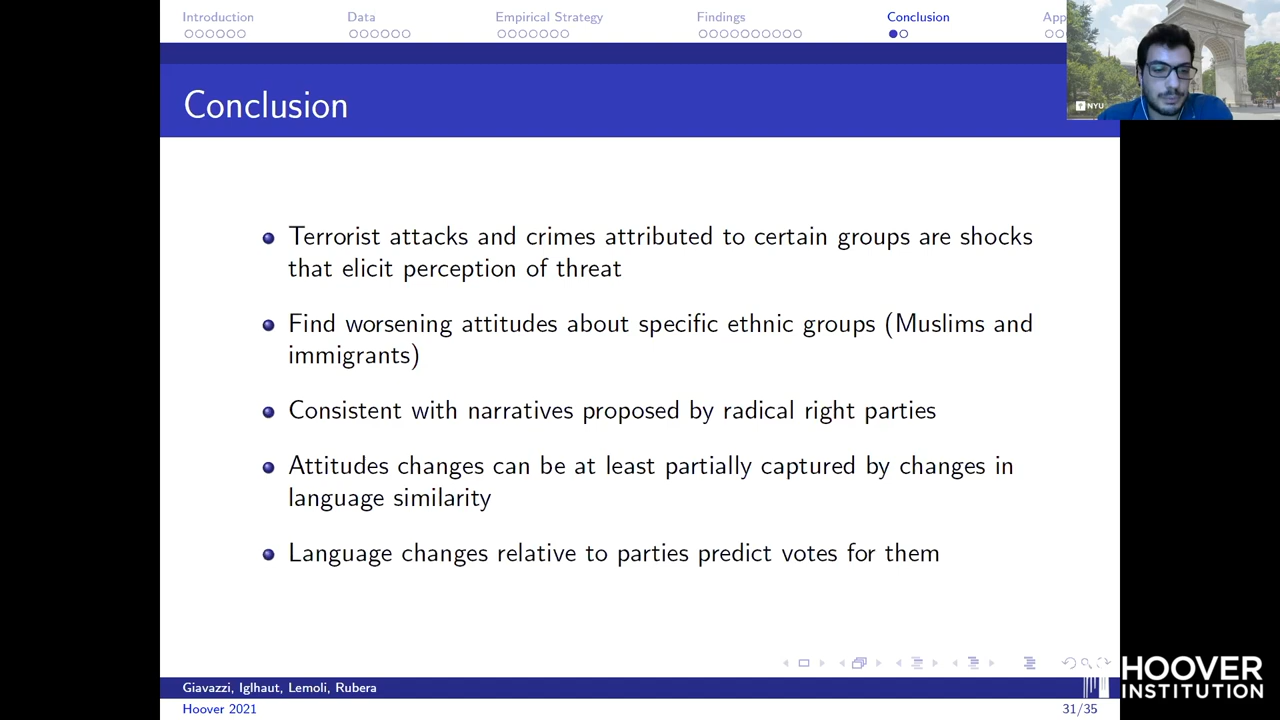 Introduction
Data
Empirical Strategy
Findings
Conclusion
App
NYU
Conclusion
Terrorist attacks and crimes attributed to certain groups are shocks
that elicit perception of threat
Find worsening attitudes about specific ethnic groups (Muslims and
immigrants)
Consistent with narratives proposed by radical right parties
Attitudes changes can be at least partially captured by changes in
language similarity
Language changes relative to parties predict votes for them
Giavazzi, Iglhaut, Lemoli, Rubera
Hoover 2021
31/35
HOOVER
INSTITUTION